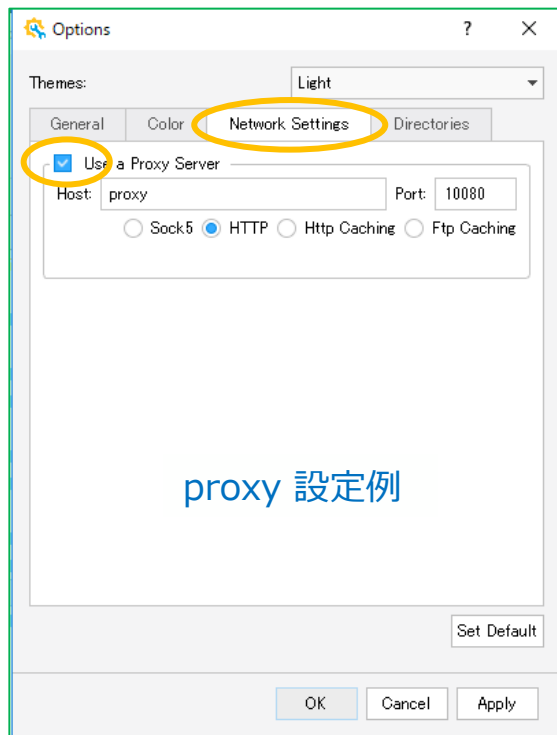 Options ?
Themes: Light
General Color Network Settings Directories
Use a Proxy Server
Host: proxy Port: 10080
Sock5 HTTP Http Caching Ftp Caching
proxy 設定例
Set Default
OK Cancel Apply